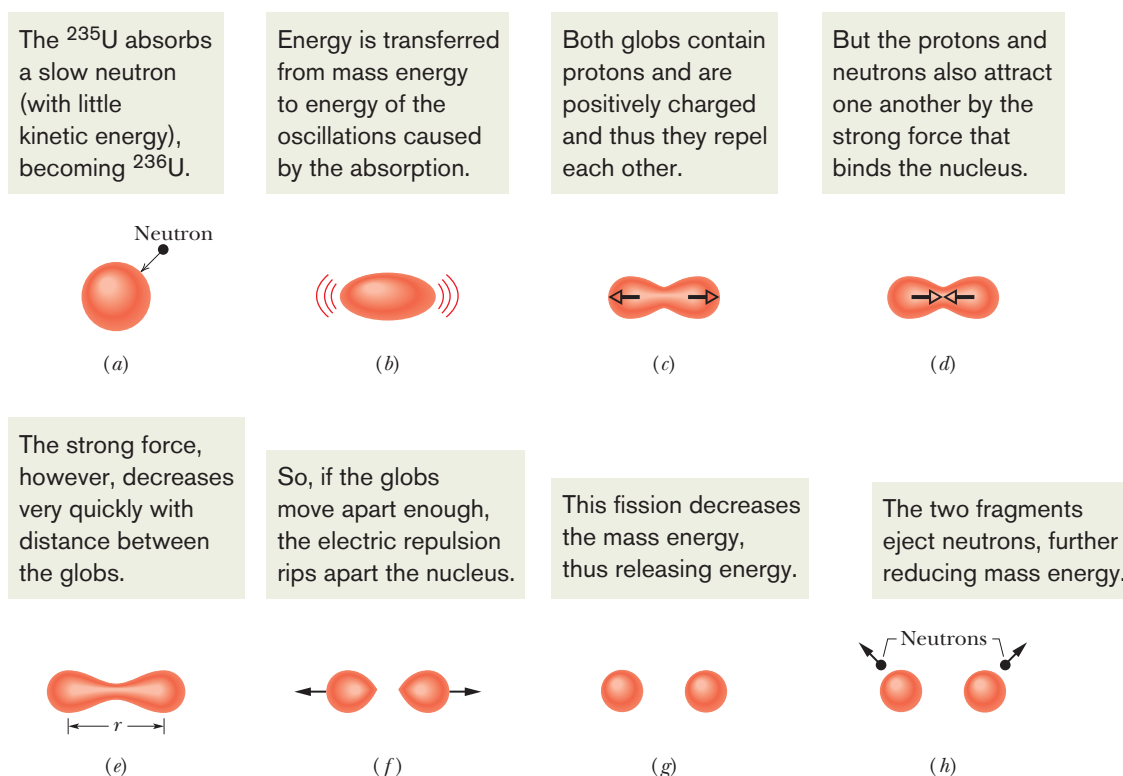 The ²³⁵U absorbs
a slow neutron
(with little
kinetic energy),
becoming ²³⁶U.
Energy is transferred
from mass energy
to energy of the
oscillations caused
by the absorption.
Both globs contain
protons and are
positively charged
and thus they repel
each other.
But the protons and
neutrons also attract
one another by the
strong force that
binds the nucleus.
Neutron
(a)
(b)
(c)
(d)
The strong force,
however, decreases
very quickly with
distance between
the globs.
So, if the globs
move apart enough,
the electric repulsion
rips apart the nucleus.
This fission decreases
the mass energy,
thus releasing energy.
The two fragments
eject neutrons, further
reducing mass energy.
r
Neutrons
(e)
(f)
(g)
(h)